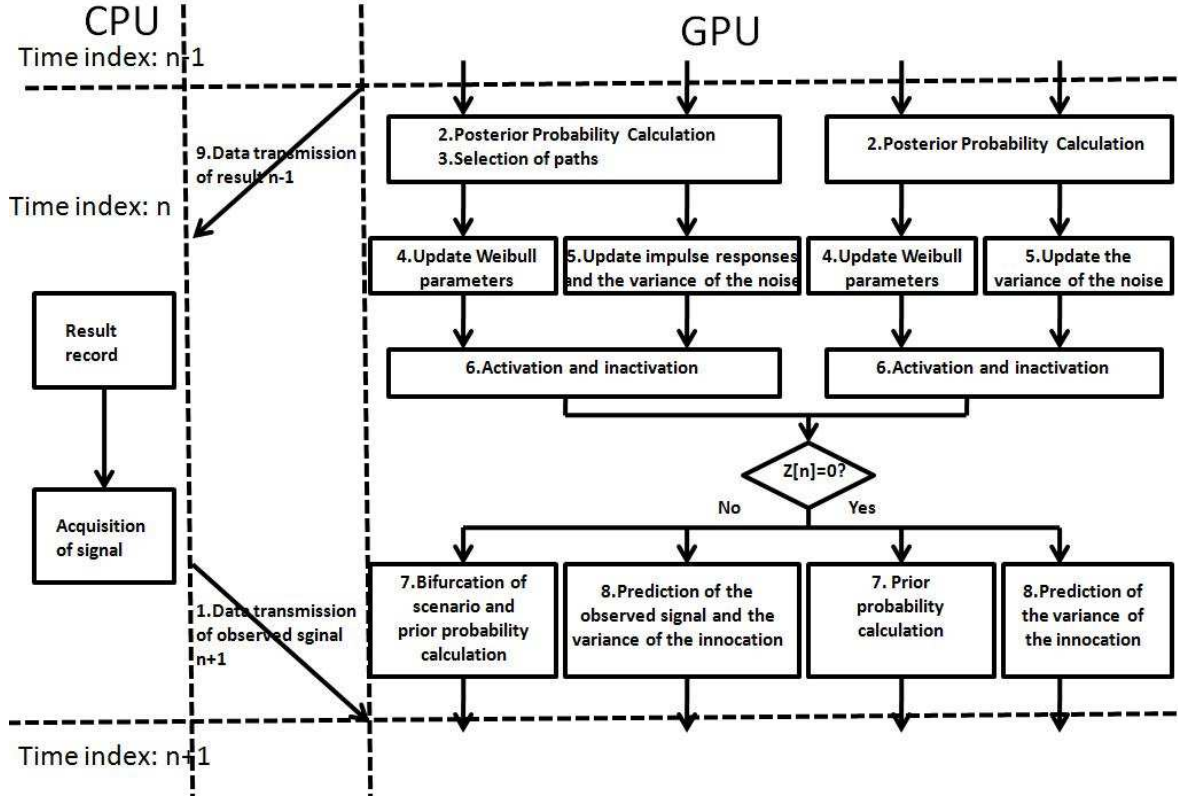 CPU
GPU
Time index: n-1
2.Posterior Probability Calculation
3.Selection of paths
2.Posterior Probability Calculation
9.Data transmission
of result n-1
Time index: n
4.Update Weibull
parameters
5.Update impulse responses
and the variance of the noise
4.Update Weibull
parameters
5.Update the
variance of the noise
Result
record
6.Activation and inactivation
6.Activation and inactivation
Z[n]=0?
No
Yes
Acquisition
of signal
1.Data transmission
of observed sginal
n+1
7.Bifurcation of
scenario and
prior probability
calculation
8.Prediction of the
observed signal and the
variance of the innocation
7. Prior
probability
calculation
8.Prediction of
the variance of
the innocation
Time index: n+1